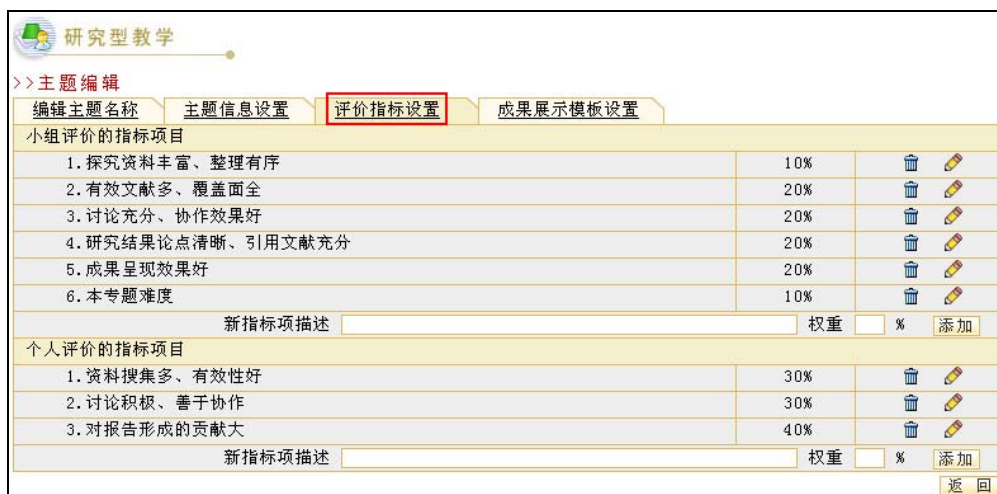 研究型教学
>>主题编辑
编辑主题名称 主题信息设置 评价指标设置 成果展示模板设置
小组评价的指标项目
1.探究资料丰富、整理有序 10%
2.有效文献多、覆盖面全 20%
3.讨论充分、协作效果好 20%
4.研究结果论点清晰、引用文献充分 20%
5.成果呈现效果好 20%
6.本专题难度 10%
新指标项描述 权重 % 添加
个人评价的指标项目
1.资料搜集多、有效性好 30%
2.讨论积极、善于协作 30%
3.对报告形成的贡献大 40%
新指标项描述 权重 % 添加
返 回